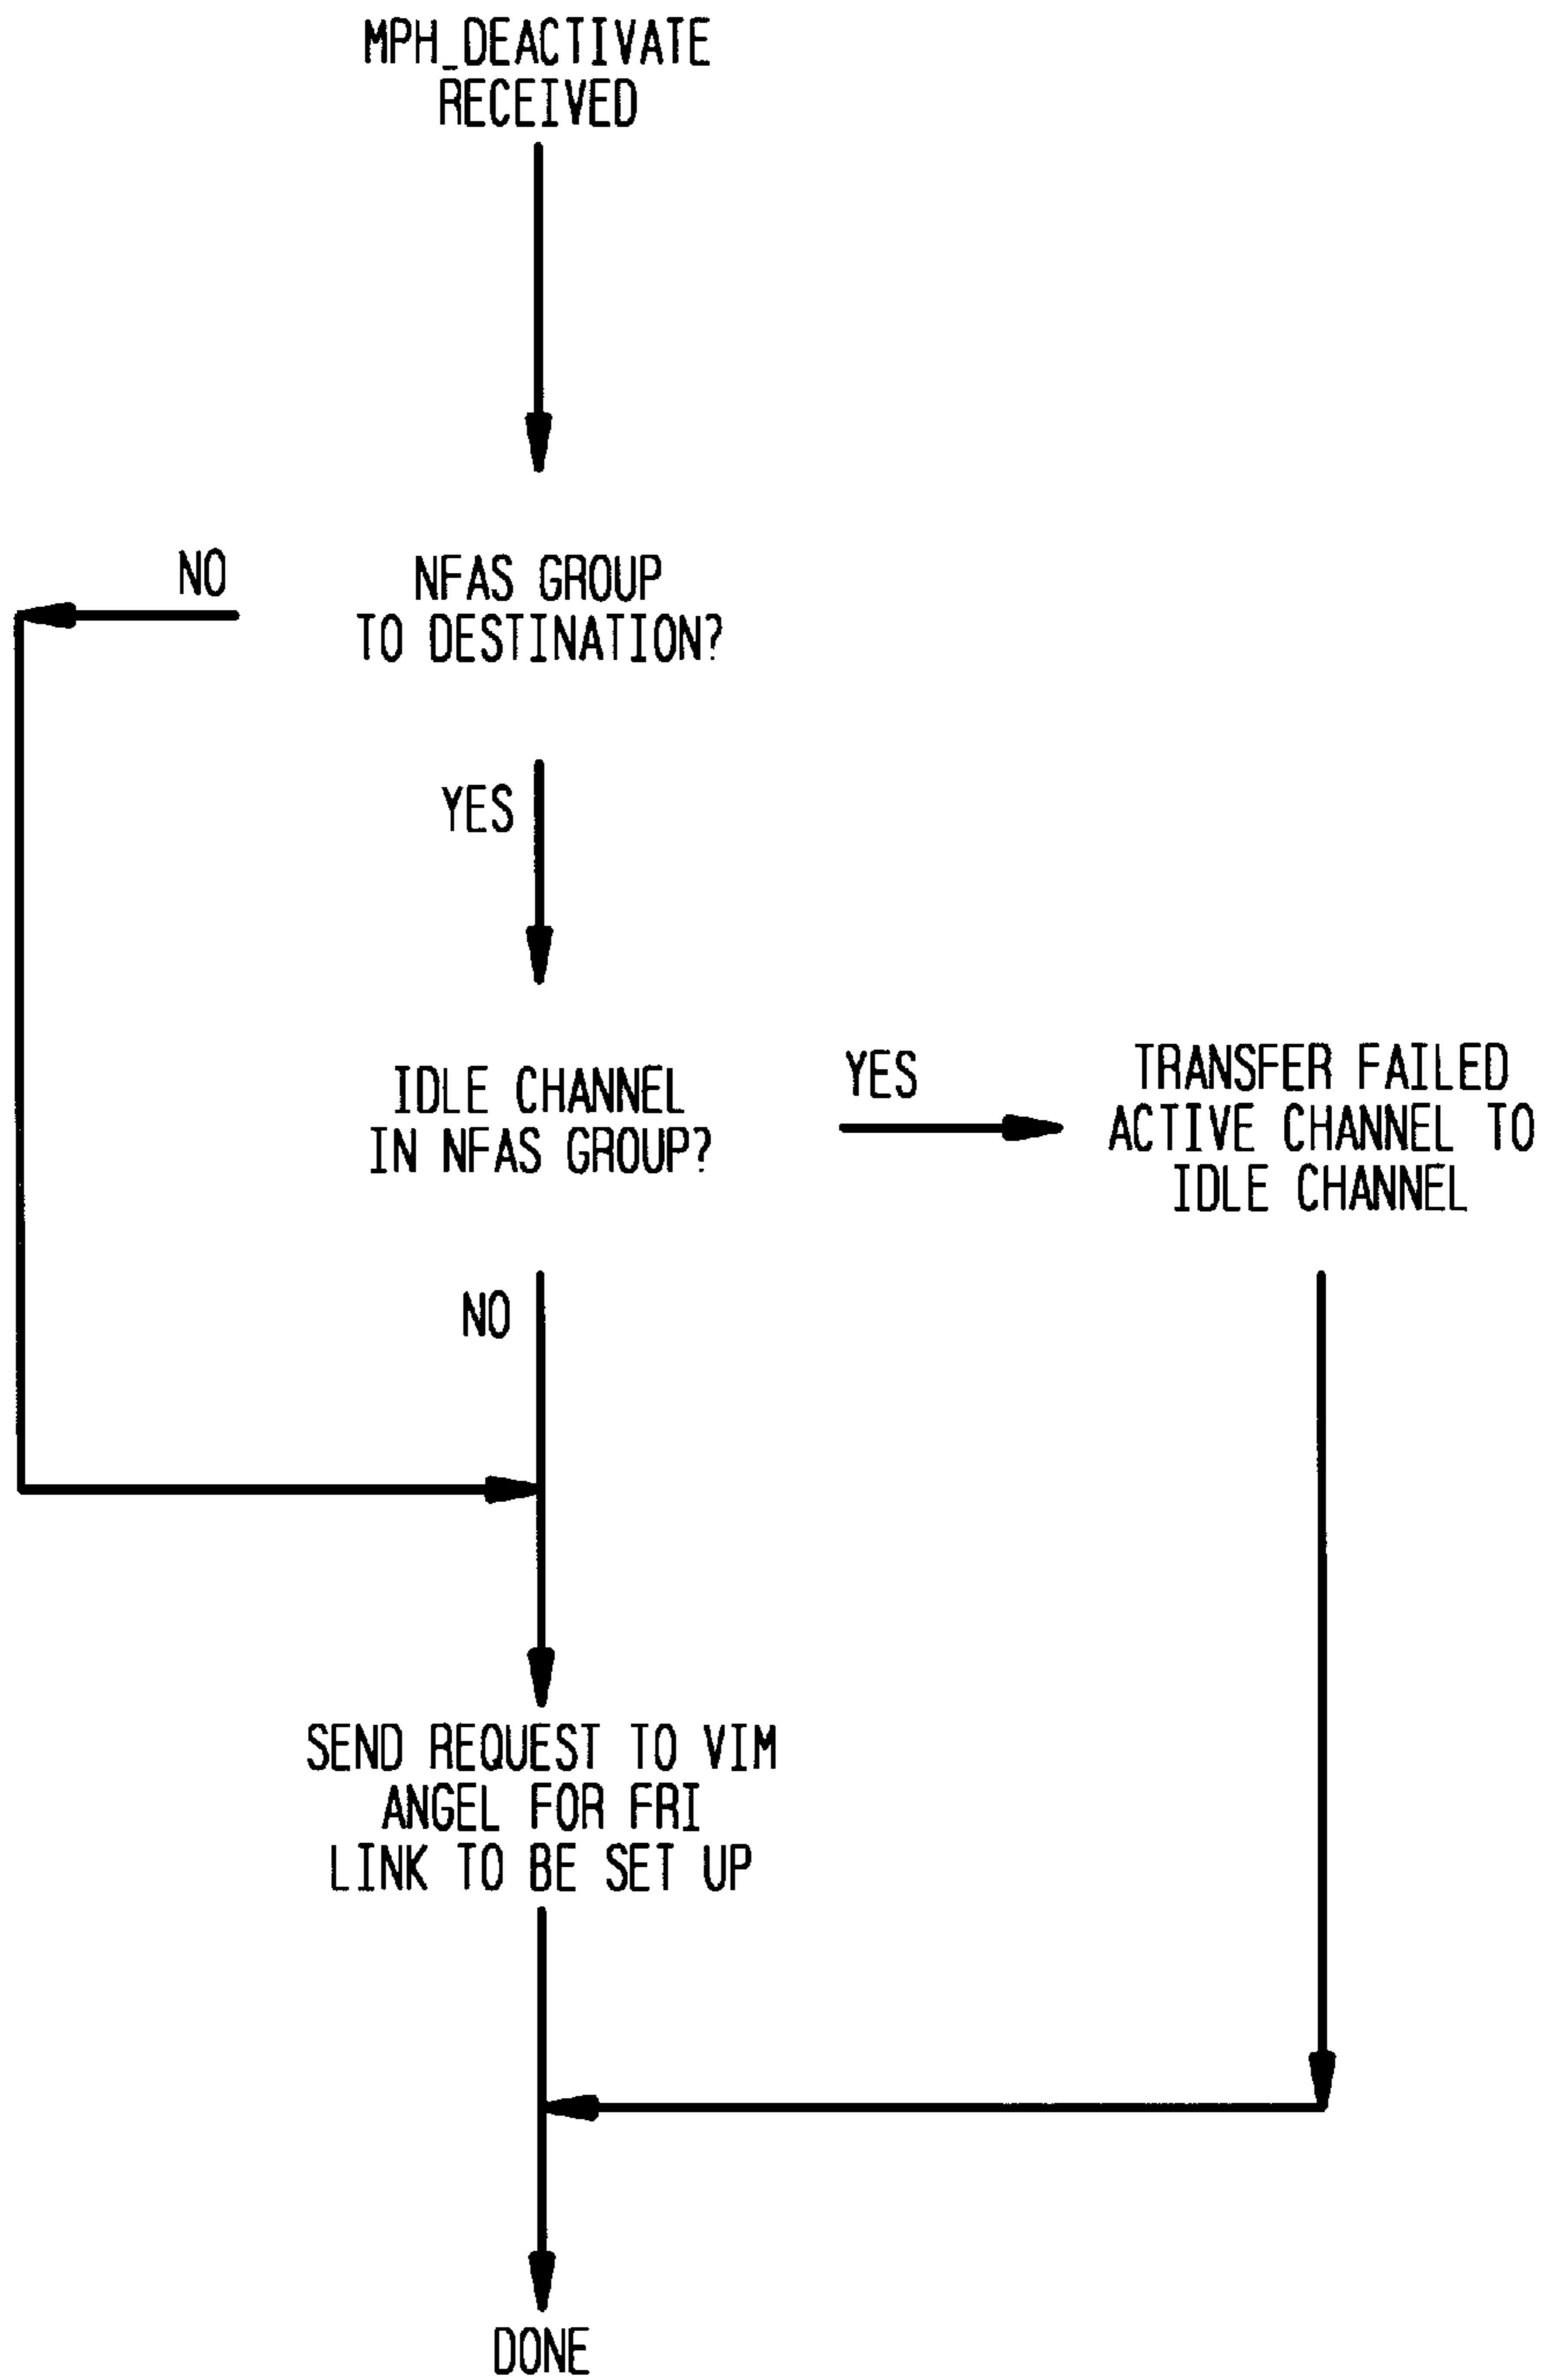 MPH_DEACTIVATE
RECEIVED
NO
NFAS GROUP
TO DESTINATION?
YES
IDLE CHANNEL
IN NFAS GROUP?
YES
TRANSFER FAILED
ACTIVE CHANNEL TO
IDLE CHANNEL
NO
SEND REQUEST TO VIM
ANGEL FOR FRI
LINK TO BE SET UP
DONE